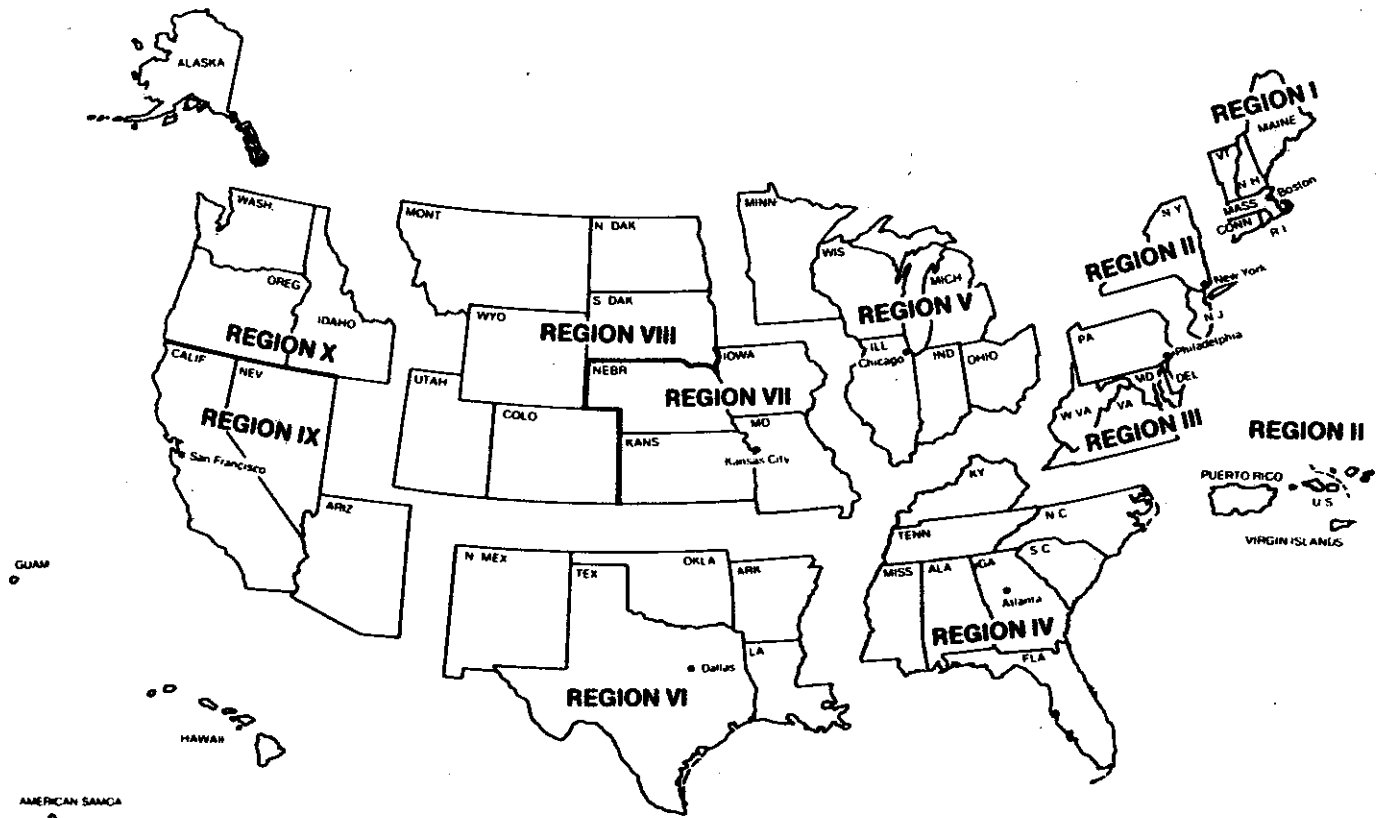 ALASKA
REGION I
MAINE
VT
N H
Boston
MASS
CONN
R I
WASH.
MONT
N DAK
MINN
N Y
WIS
MICH
REGION II
New York
OREG
S DAK
REGION V
IDAHO
WYO
REGION VIII
N J
REGION X
PA
Philadelphia
CALIF
NEV
UTAH
NEBR
IOWA
ILL
Chicago
IND
OHIO
MD
DEL
REGION VII
REGION IX
COLO
W VA
VA
REGION III
REGION II
MO
KANS
Kansas City
San Francisco
KY
PUERTO RICO
U S
VIRGIN ISLANDS
ARIZ
N C
TENN
S C
GUAM
N MEX
TEX
OKLA
ARK
MISS
ALA
GA
Atlanta
REGION IV
LA
FLA
Dallas
REGION VI
HAWAII
AMERICAN SAMOA